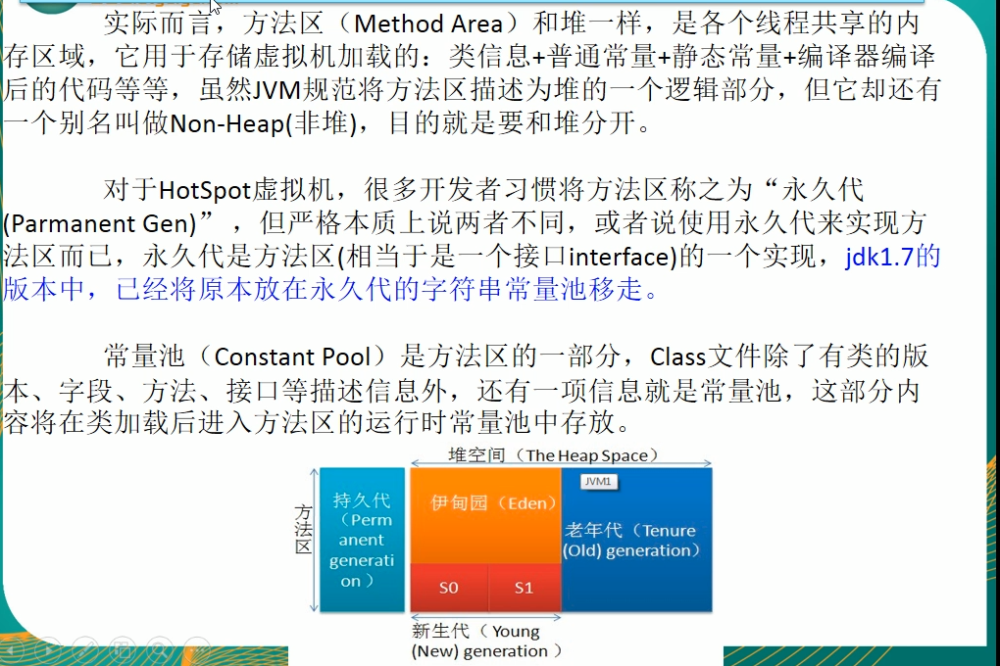 实际而言，方法区（Method Area）和堆一样，是各个线程共享的内
存区域，它用于存储虚拟机加载的：类信息+普通常量+静态常量+编译器编译
后的代码等等，虽然JVM规范将方法区描述为堆的一个逻辑部分，但它却还有
一个别名叫做Non-Heap(非堆)，目的就是要和堆分开。
对于HotSpot虚拟机，很多开发者习惯将方法区称之为“永久代
(Parmanent Gen)”，但严格本质上说两者不同，或者说使用永久代来实现方
法区而已，永久代是方法区(相当于是一个接口interface)的一个实现，jdk1.7的
版本中，已经将原本放在永久代的字符串常量池移走。
常量池（Constant Pool）是方法区的一部分，Class文件除了有类的版
本、字段、方法、接口等描述信息外，还有一项信息就是常量池，这部分内
容将在类加载后进入方法区的运行时常量池中存放。
堆空间（The Heap Space）
方法区
持久代
（Perm
anent
generati
on）
伊甸园（Eden）
S0
S1
JVM1
老年代（Tenure
(Old) generation）
新生代（Young
(New) generation）